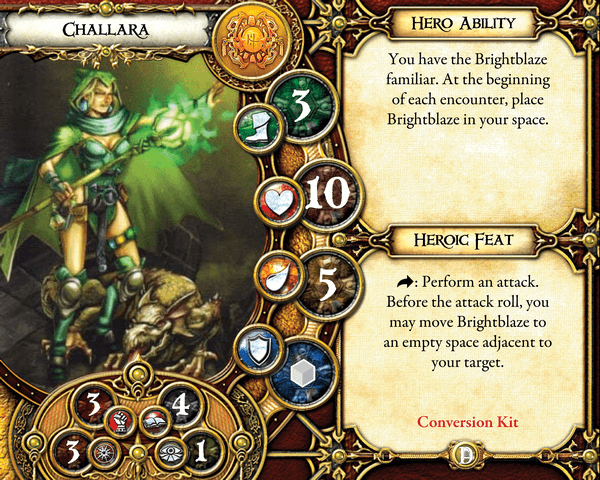 CHALLARA
3
10
5
3
4
3
1
HERO ABILITY
You have the Brightblaze
familiar. At the beginning
of each encounter, place
Brightblaze in your space.
HEROIC FEAT
: Perform an attack.
Before the attack roll, you
may move Brightblaze to
an empty space adjacent to
your target.
Conversion Kit
D